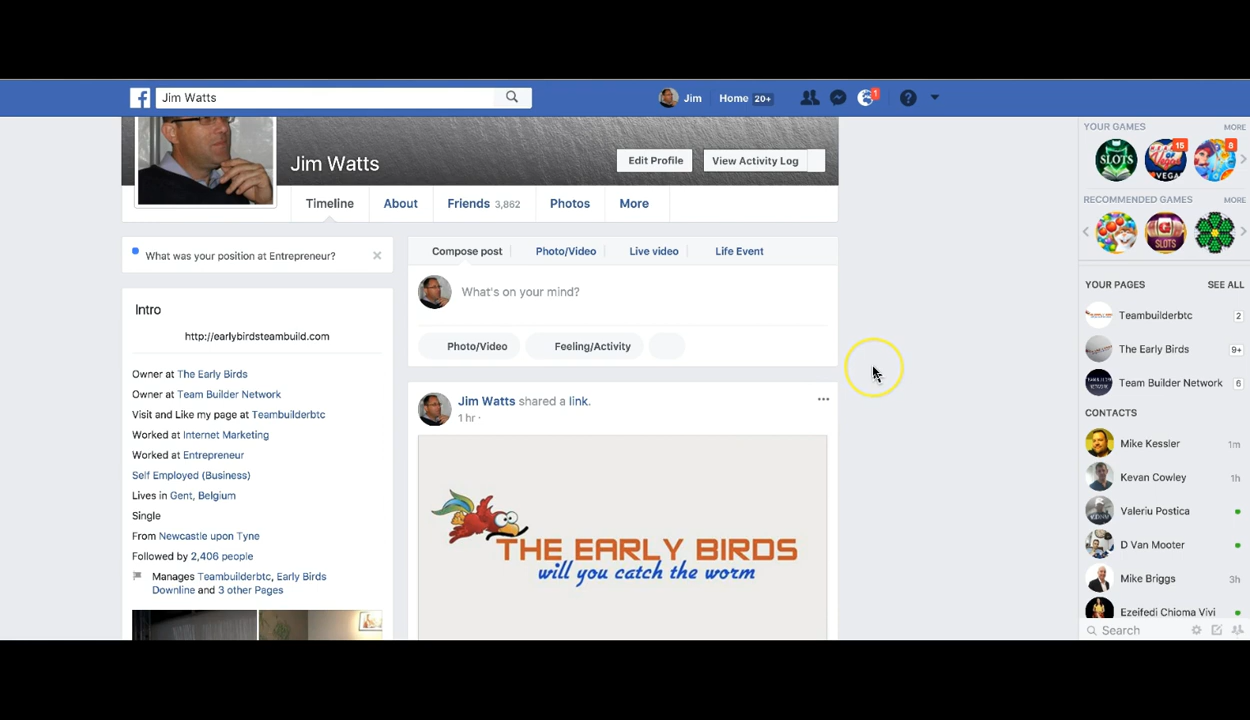 Jim Watts
Jim
Home 20+
1
?
Jim Watts
Edit Profile
View Activity Log
Timeline
About
Friends 3,862
Photos
More
What was your position at Entrepreneur?
Intro
http://earlybirdsteambuild.com
Owner at The Early Birds
Owner at Team Builder Network
Visit and Like my page at Teambuilderbtc
Worked at Internet Marketing
Worked at Entrepreneur
Self Employed (Business)
Lives in Gent, Belgium
Single
From Newcastle upon Tyne
Followed by 2,406 people
Manages Teambuilderbtc, Early Birds
Downline and 3 other Pages
Compose post
Photo/Video
Live video
Life Event
What's on your mind?
Photo/Video
Feeling/Activity
Jim Watts shared a link.
1 hr ·
THE EARLY BIRDS
will you catch the worm
YOUR GAMES
MORE
SLOTS
15
VEGA
8
RECOMMENDED GAMES
MORE
SLOTS
YOUR PAGES
SEE ALL
Teambuilderbtc 2
The Early Birds 9+
Team Builder Network 6
CONTACTS
Mike Kessler 1m
Kevan Cowley 1h
Valeriu Postica
D Van Mooter
Mike Briggs 3h
Ezeifedi Chioma Vivi
Search